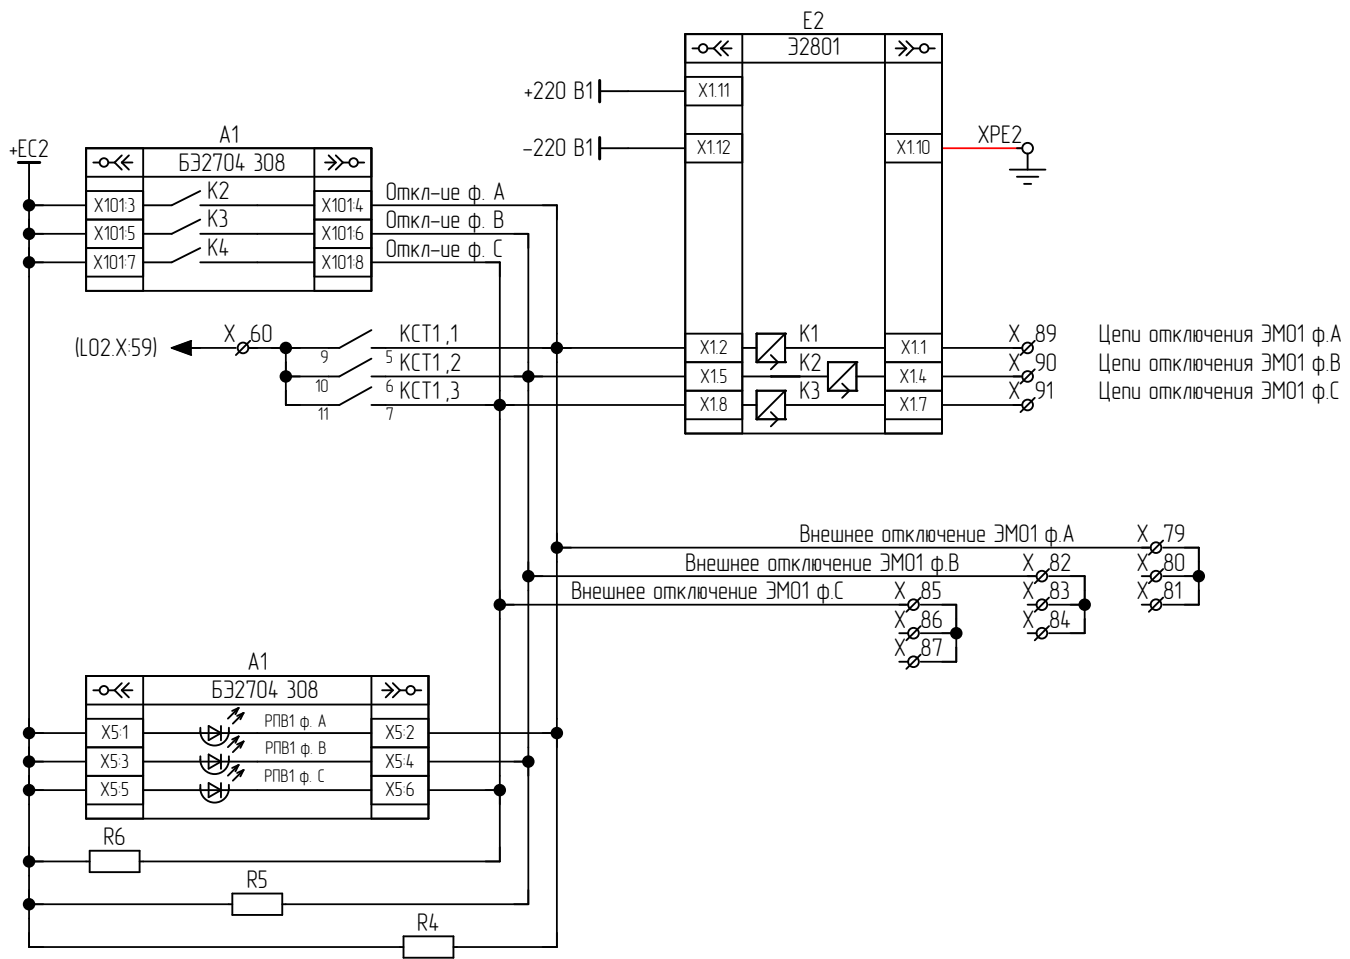 E2
Э2801
+220 В1
X1.11
-220 В1
X1.12
X1.10
XPE2
+EC2
A1
БЭ2704 308
X101:3
K2
X101:4
Откл-ие ф. А
X101:5
K3
X101:6
Откл-ие ф. В
X101:7
K4
X101:8
Откл-ие ф. С
(L02.X:59)
X 60
9
КСТ1,1
5
X1.2
K1
X1.1
X 89
Цепи отключения ЭМО1 ф.А
10
КСТ1,2
6
X1.5
K2
X1.4
X 90
Цепи отключения ЭМО1 ф.В
11
КСТ1,3
7
X1.8
K3
X1.7
X 91
Цепи отключения ЭМО1 ф.С
Внешнее отключение ЭМО1 ф.А
X 79
Внешнее отключение ЭМО1 ф.В
X 82
X 80
Внешнее отключение ЭМО1 ф.С
X 85
X 83
X 81
X 86
X 84
X 87
A1
БЭ2704 308
X5:1
РПВ1 ф. А
X5:2
X5:3
РПВ1 ф. В
X5:4
X5:5
РПВ1 ф. С
X5:6
R6
R5
R4